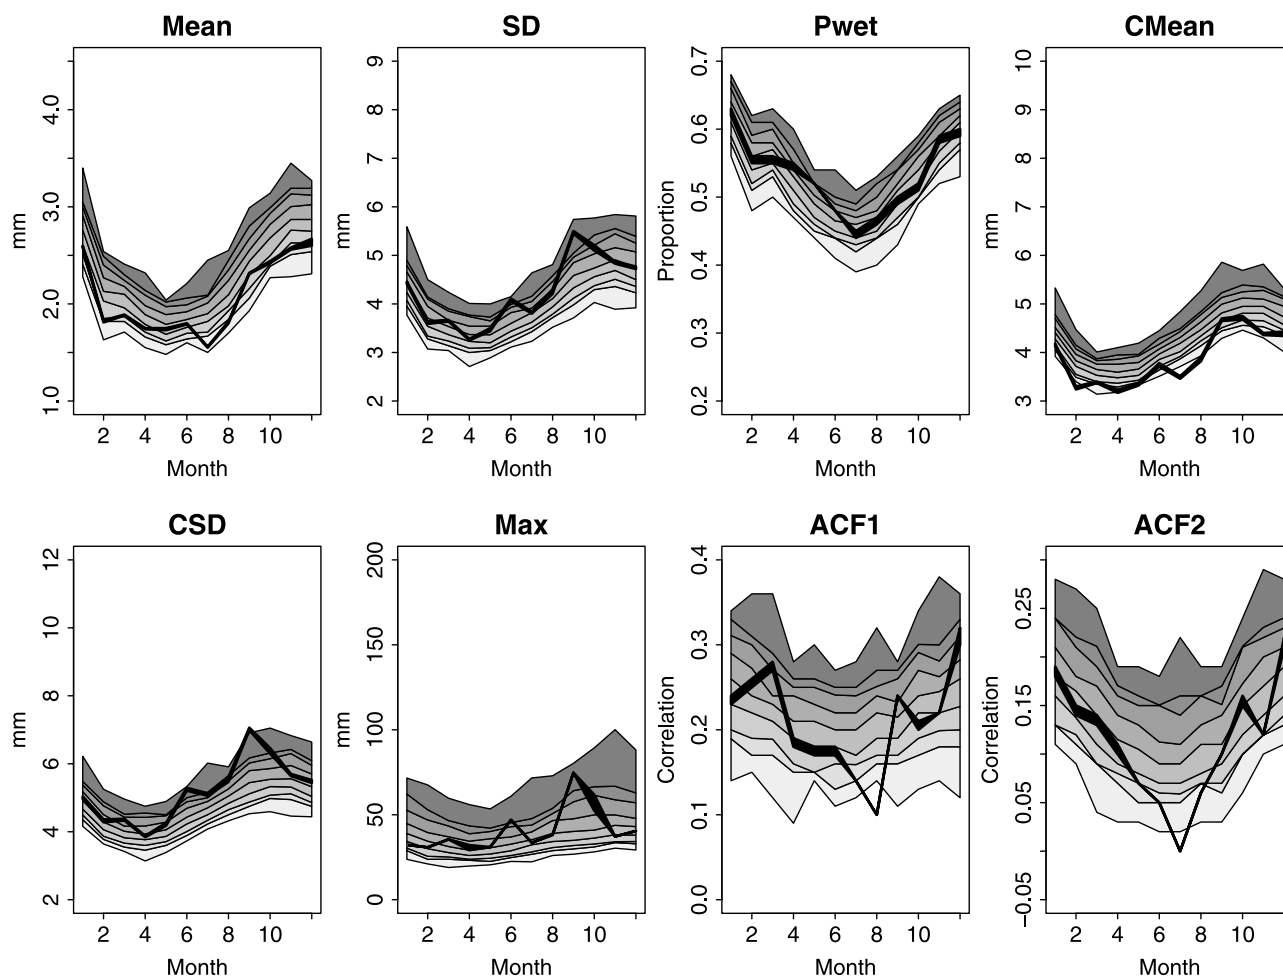 Mean
SD
Pwet
CMean
mm
1.0 2.0 3.0 4.0
2 4 6 8 10
Month
mm
2 3 4 5 6 7 8 9
2 4 6 8 10
Month
Proportion
0.2 0.3 0.4 0.5 0.6 0.7
2 4 6 8 10
Month
mm
3 4 5 6 7 8 9 10
2 4 6 8 10
Month
CSD
Max
ACF1
ACF2
mm
2 4 6 8 10 12
2 4 6 8 10
Month
mm
0 50 100 150 200
2 4 6 8 10
Month
Correlation
0.0 0.1 0.2 0.3 0.4
2 4 6 8 10
Month
Correlation
−0.05 0.05 0.15 0.25
2 4 6 8 10
Month